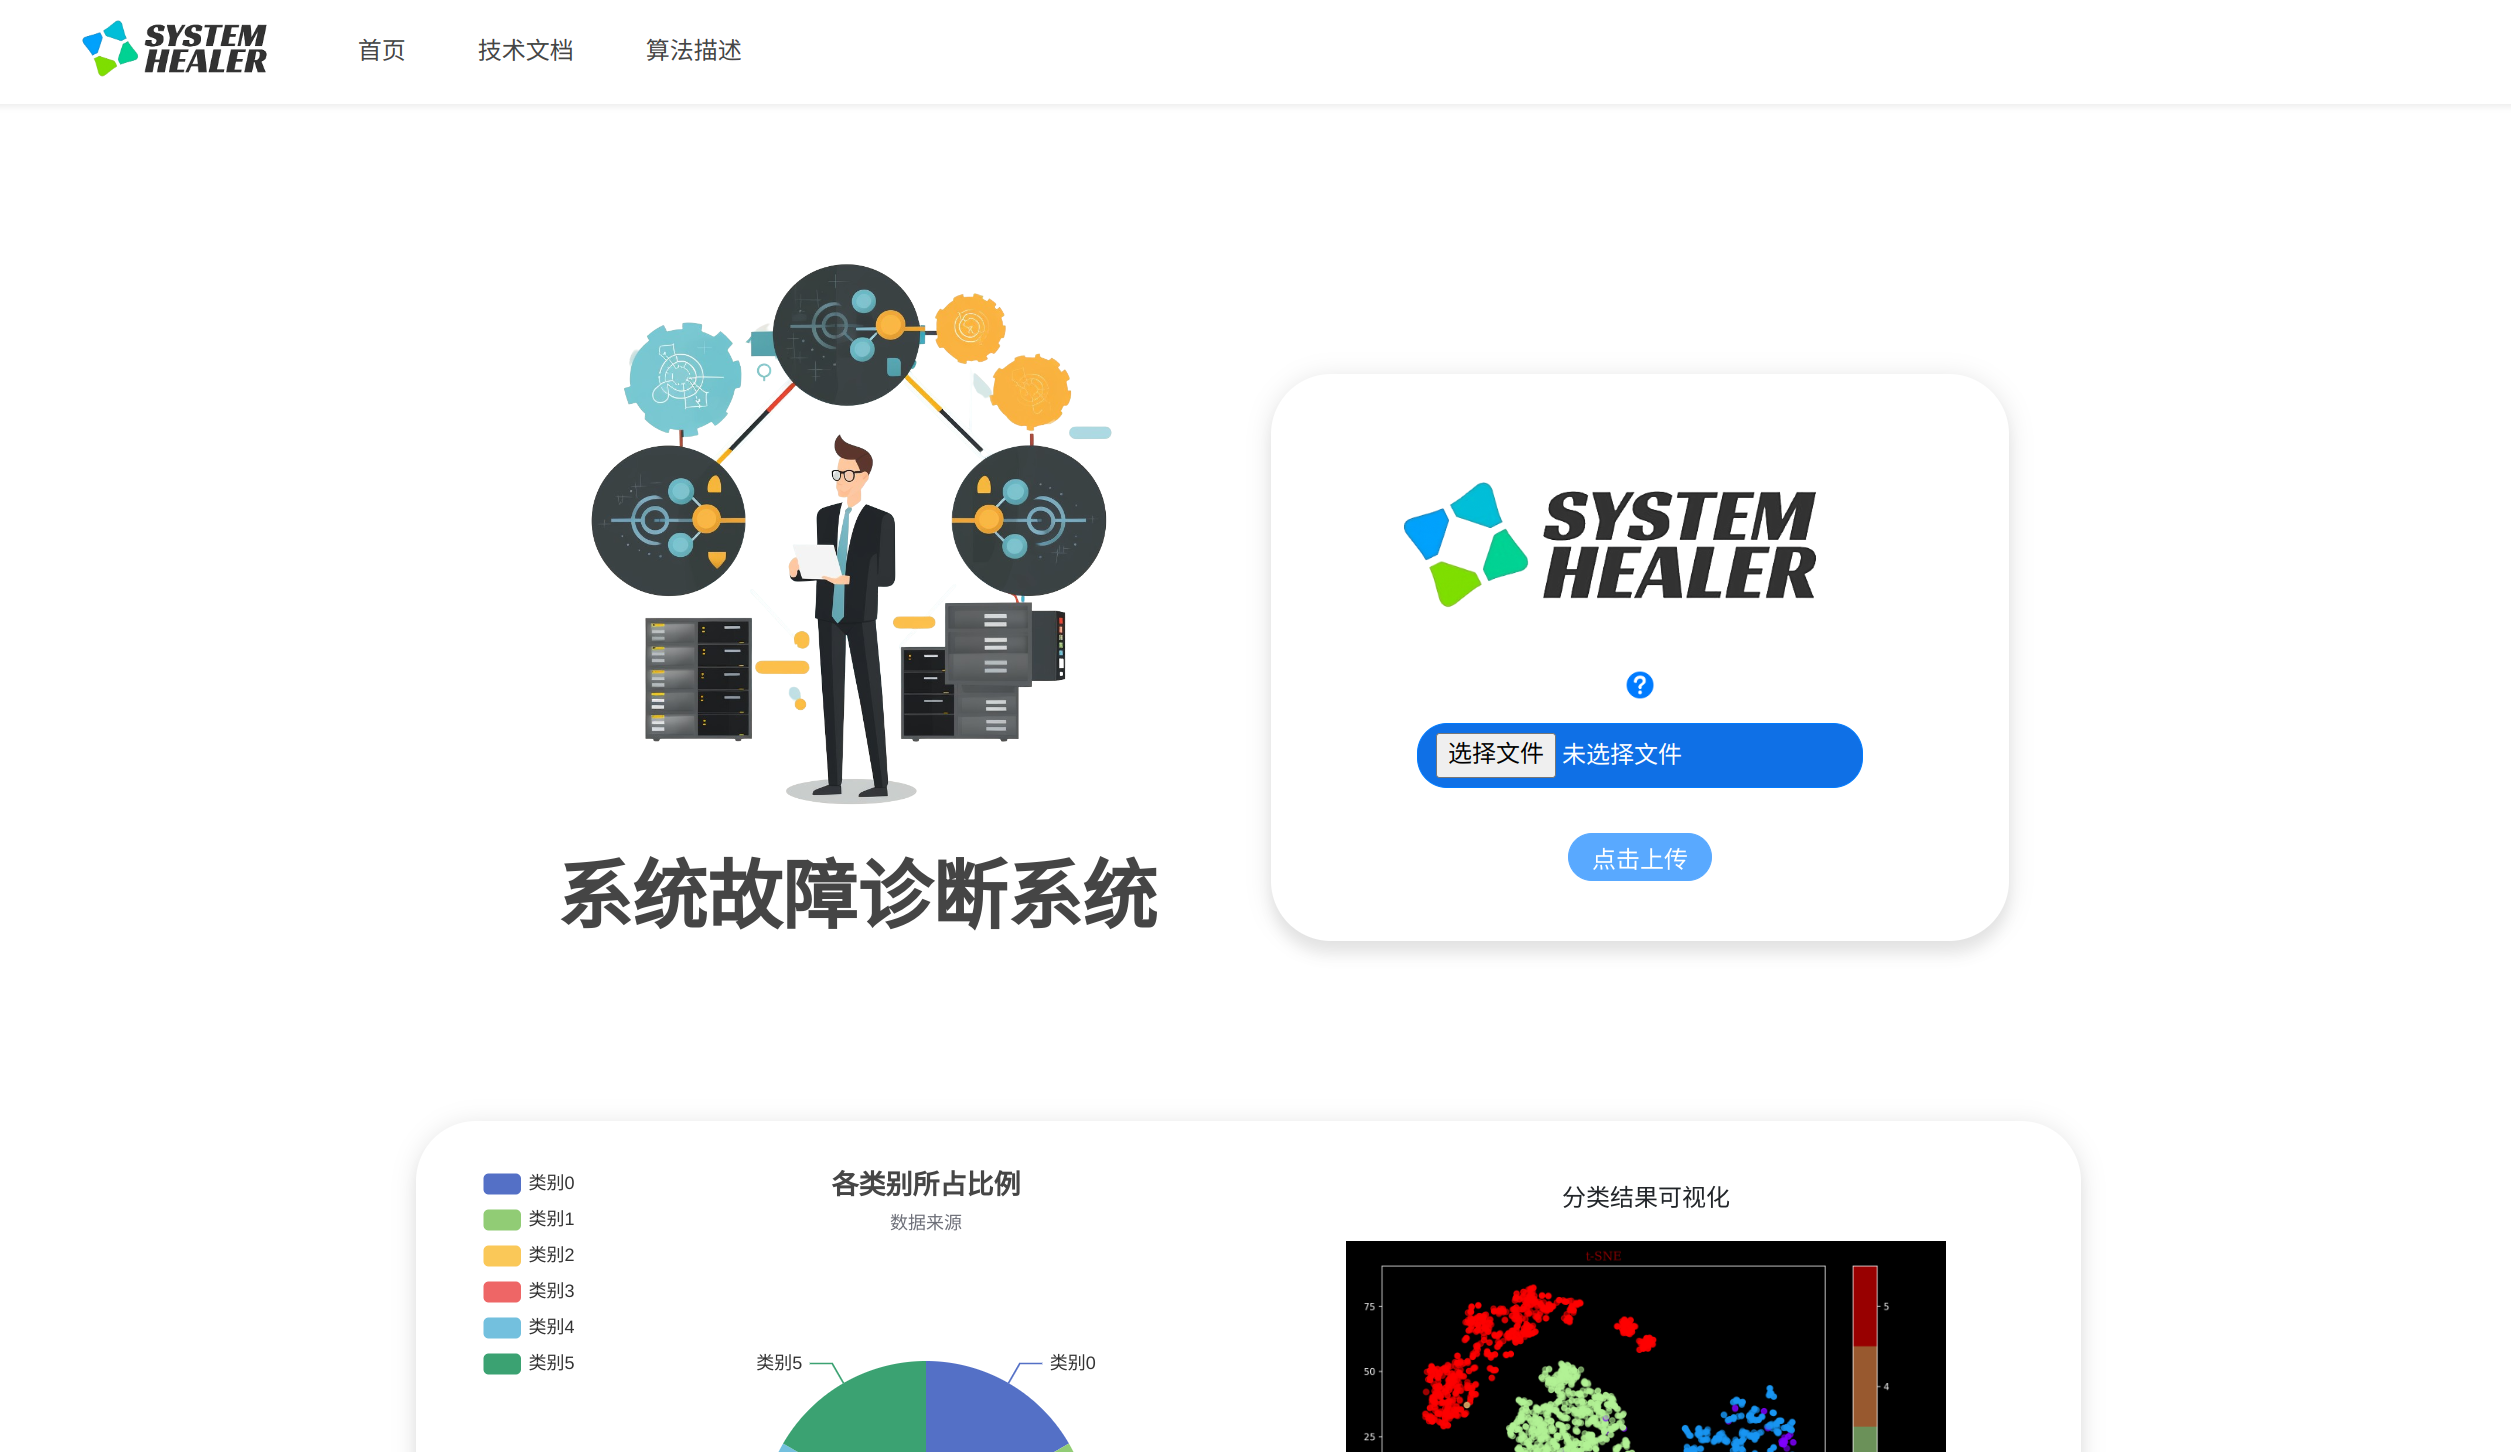 SYSTEM
HEALER
首页
技术文档
算法描述
系统故障诊断系统
SYSTEM
HEALER
?
选择文件 未选择文件
点击上传
类别0
类别1
类别2
类别3
类别4
类别5
各类别所占比例
数据来源
类别5
类别0
分类结果可视化
t-SNE
75
50
25
5
4